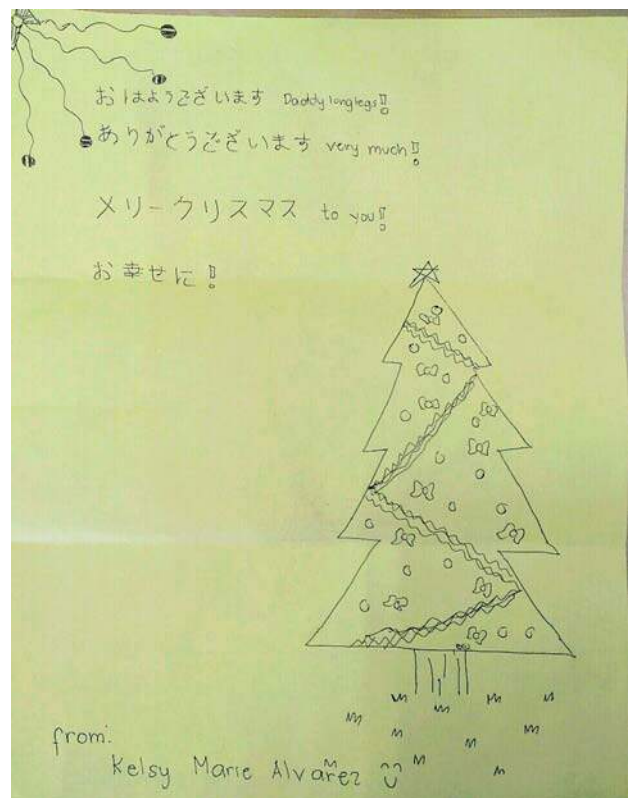 おはようございます Daddy longlegs!!
ありがとうございます very much!!
メリークリスマス to you!!
お幸せに!
from:
Kelsy Marie Alvarez